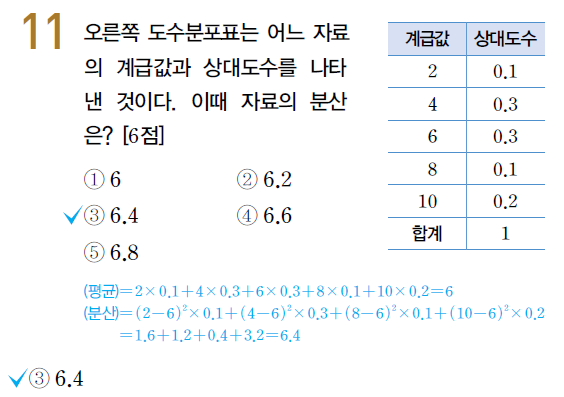 11 오른쪽 도수분포표는 어느 자료
의 계급값과 상대도수를 나타
낸 것이다. 이때 자료의 분산
은? [6점]
① 6 ② 6.2
③ 6.4 ④ 6.6
⑤ 6.8
계급값 상대도수
2 0.1
4 0.3
6 0.3
8 0.1
10 0.2
합계 1
(평균)=2×0.1+4×0.3+6×0.3+8×0.1+10×0.2=6
(분산)=(2-6)²×0.1+(4-6)²×0.3+(8-6)²×0.1+(10-6)²×0.2
=1.6+1.2+0.4+3.2=6.4
③ 6.4